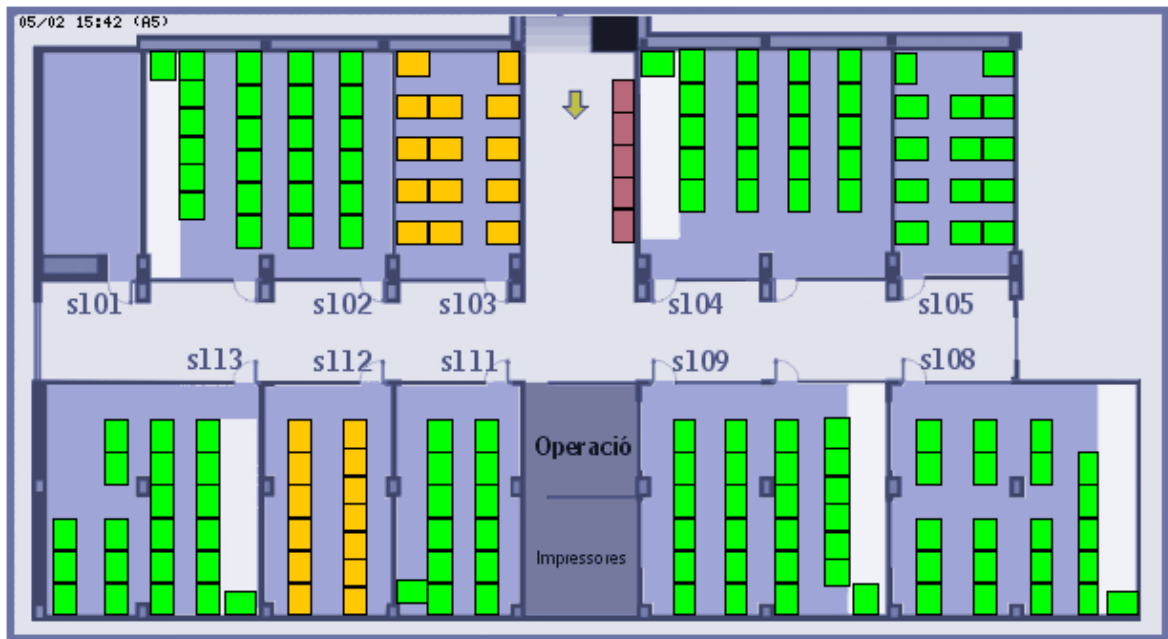 05/02 15:42 (A5)
s101
s102
s103
s104
s105
s113
s112
s111
s109
s108
Operació
Impressores